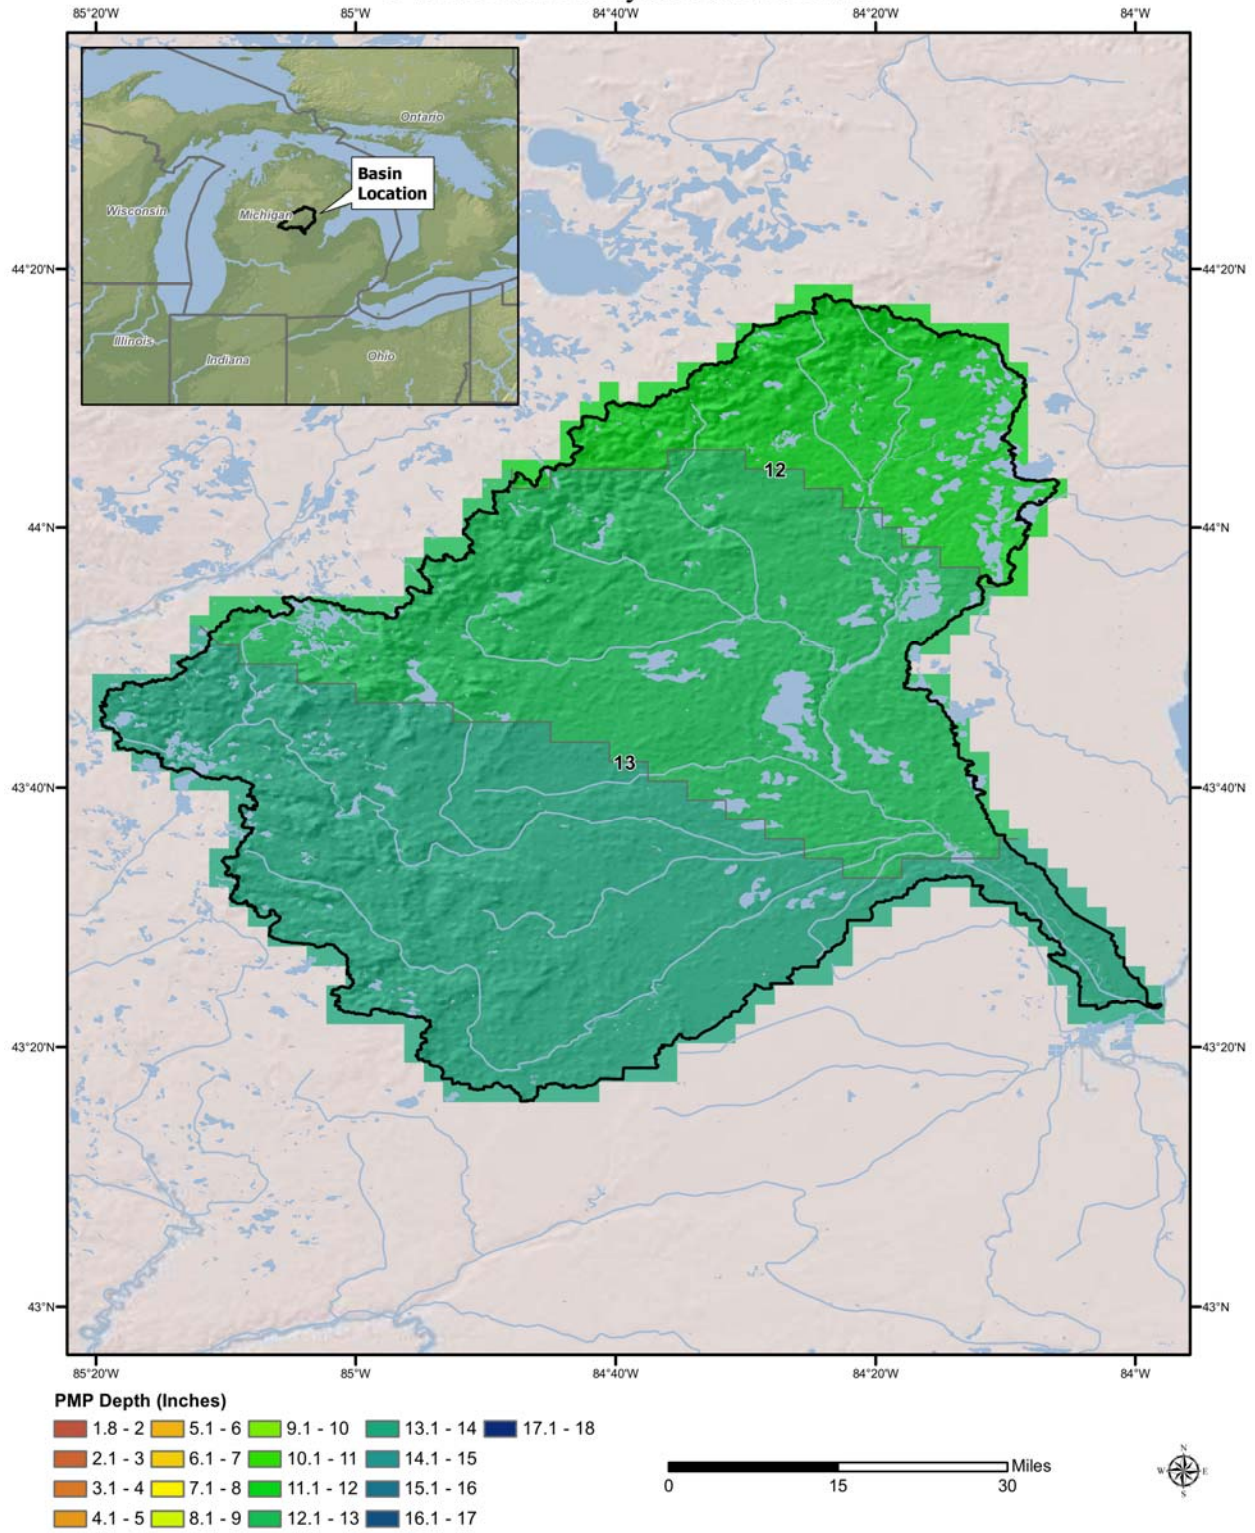 85°20'W 85°W 84°40'W 84°20'W 84°W
Ontario
Basin
Location
Wisconsin
Michigan
Illinois
Indiana
Ohio
44°20'N 44°20'N
12
44°N 44°N
13
43°40'N 43°40'N
43°20'N 43°20'N
43°N 43°N
85°20'W 85°W 84°40'W 84°20'W 84°W
PMP Depth (Inches)
1.8 - 2 5.1 - 6 9.1 - 10 13.1 - 14 17.1 - 18
2.1 - 3 6.1 - 7 10.1 - 11 14.1 - 15
3.1 - 4 7.1 - 8 11.1 - 12 15.1 - 16
4.1 - 5 8.1 - 9 12.1 - 13 16.1 - 17
Miles
0 15 30
N
W E
S